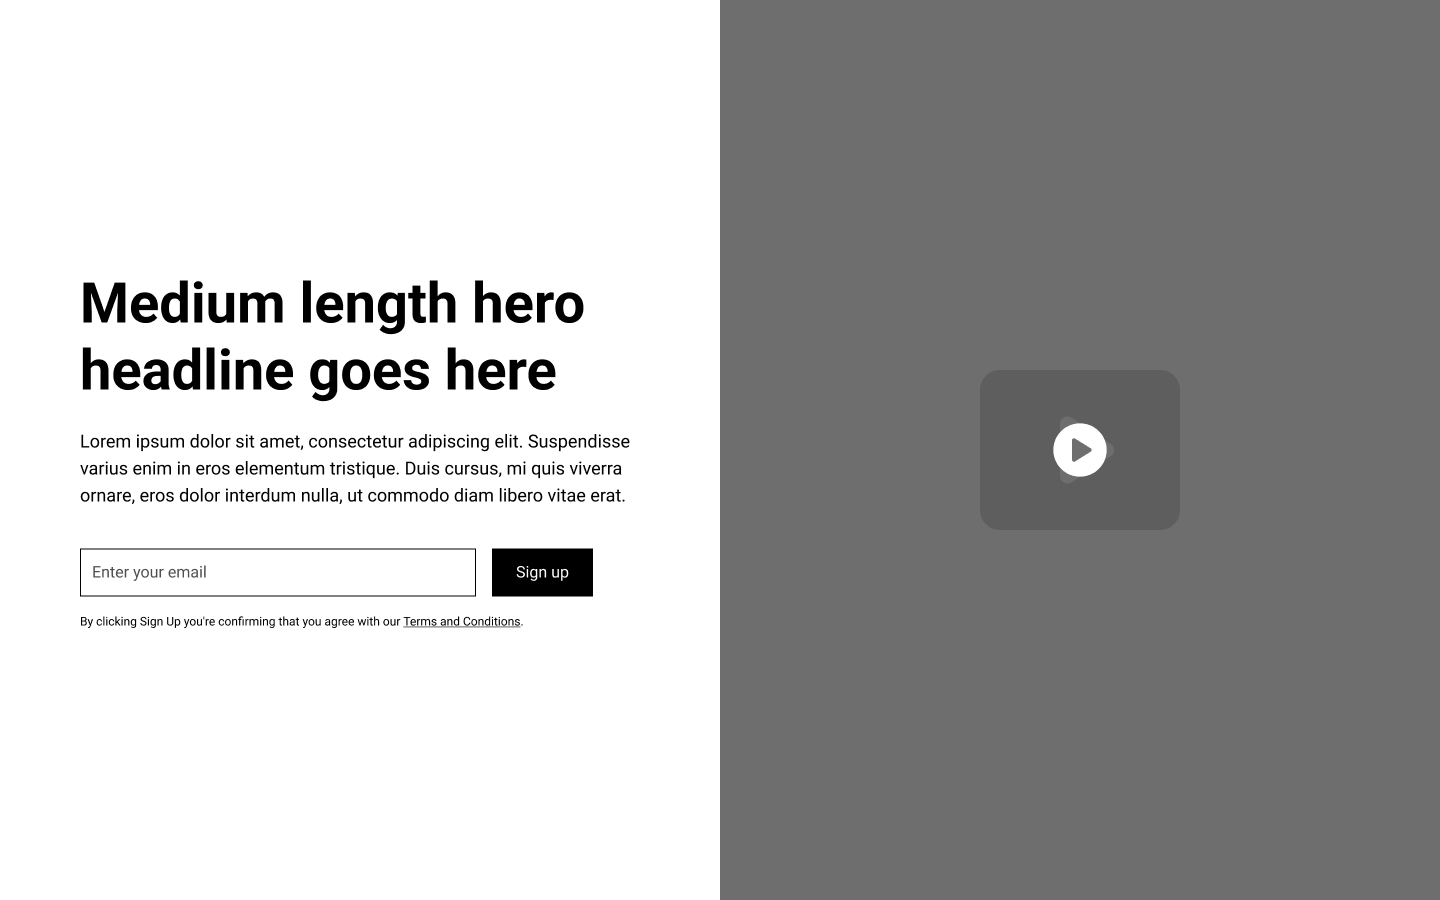 Medium length hero
headline goes here
Lorem ipsum dolor sit amet, consectetur adipiscing elit. Suspendisse
varius enim in eros elementum tristique. Duis cursus, mi quis viverra
ornare, eros dolor interdum nulla, ut commodo diam libero vitae erat.
Enter your email
Sign up
By clicking Sign Up you're confirming that you agree with our Terms and Conditions.